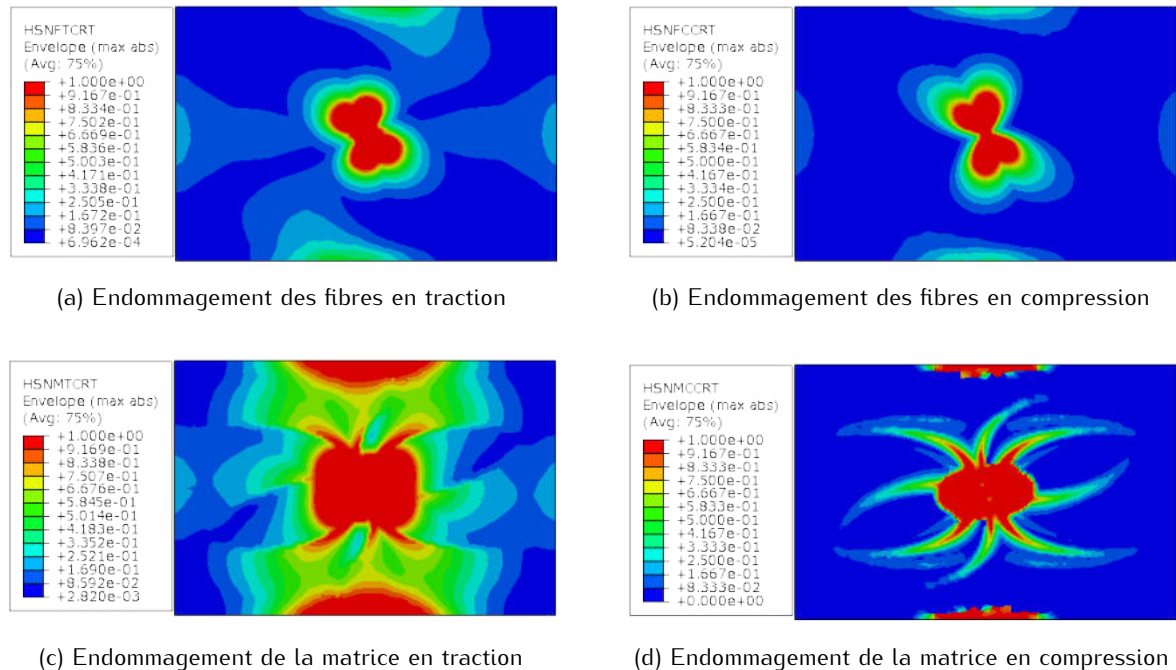 HSNFTCRT
Envelope (max abs)
(Avg: 75%)
+1.000e+00
+9.167e-01
+8.334e-01
+7.502e-01
+6.669e-01
+5.836e-01
+5.003e-01
+4.171e-01
+3.338e-01
+2.505e-01
+1.672e-01
+8.397e-02
+6.962e-04
(a) Endommagement des fibres en traction
HSNFCCRT
Envelope (max abs)
(Avg: 75%)
+1.000e+00
+9.167e-01
+8.333e-01
+7.500e-01
+6.667e-01
+5.834e-01
+5.000e-01
+4.167e-01
+3.334e-01
+2.500e-01
+1.667e-01
+8.338e-02
+5.204e-05
(b) Endommagement des fibres en compression
HSNMTCRT
Envelope (max abs)
(Avg: 75%)
+1.000e+00
+9.169e-01
+8.338e-01
+7.507e-01
+6.676e-01
+5.845e-01
+5.014e-01
+4.183e-01
+3.352e-01
+2.521e-01
+1.690e-01
+8.592e-02
+2.820e-03
(c) Endommagement de la matrice en traction
HSNMCCRT
Envelope (max abs)
(Avg: 75%)
+1.000e+00
+9.167e-01
+8.333e-01
+7.500e-01
+6.667e-01
+5.833e-01
+5.000e-01
+4.167e-01
+3.333e-01
+2.500e-01
+1.667e-01
+8.333e-02
+0.000e+00
(d) Endommagement de la matrice en compression